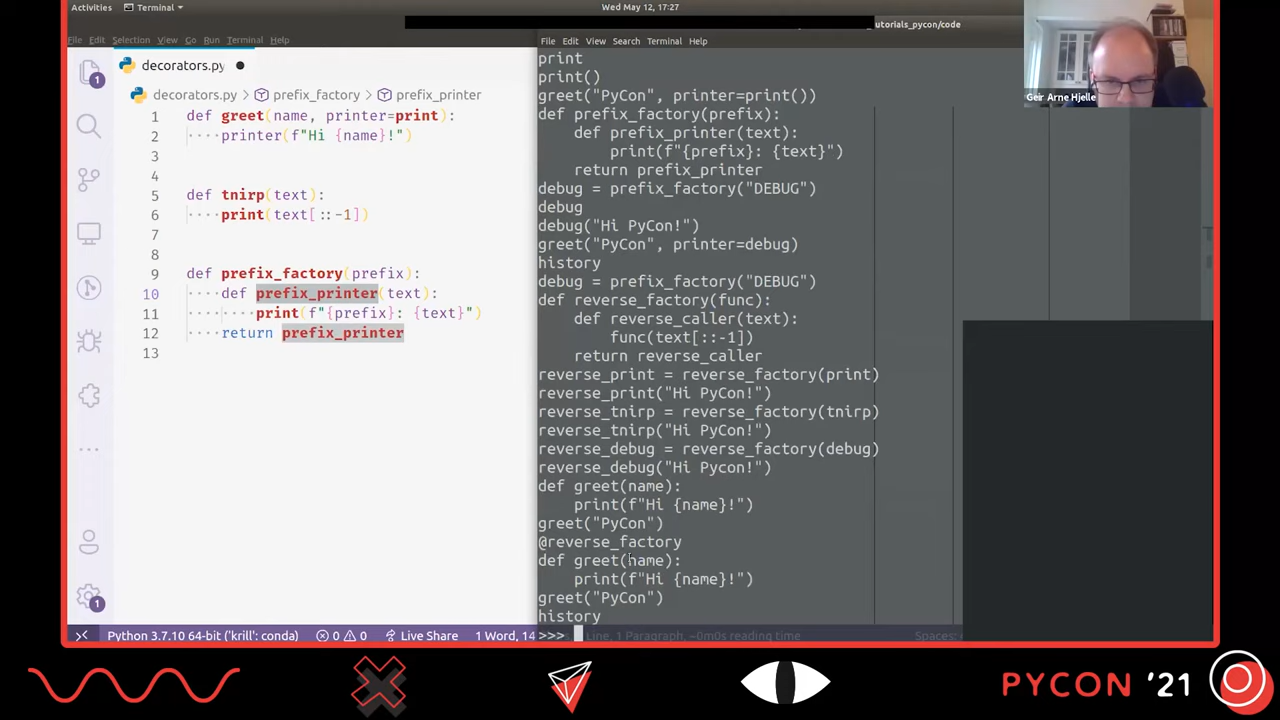 Activities
Terminal
Wed May 12, 17:27
utorials_pycon/code
File Edit Selection View Go Run Terminal Help
decorators.py
decorators.py > prefix_factory > prefix_printer
1 def greet(name, printer=print):
2 ····printer(f"Hi {name}!")
3
4
5 def tnirp(text):
6 ····print(text[::-1])
7
8
9 def prefix_factory(prefix):
10 ····def prefix_printer(text):
11 ········print(f"{prefix}: {text}")
12 ····return prefix_printer
13
1
1
Python 3.7.10 64-bit ('krill': conda) 0 0 Live Share 1 Word, 14
File Edit View Search Terminal Help
print
print()
greet("PyCon", printer=print())
def prefix_factory(prefix):
    def prefix_printer(text):
        print(f"{prefix}: {text}")
    return prefix_printer
debug = prefix_factory("DEBUG")
debug
debug("Hi PyCon!")
greet("PyCon", printer=debug)
history
debug = prefix_factory("DEBUG")
def reverse_factory(func):
    def reverse_caller(text):
        func(text[::-1])
    return reverse_caller
reverse_print = reverse_factory(print)
reverse_print("Hi PyCon!")
reverse_tnirp = reverse_factory(tnirp)
reverse_tnirp("Hi PyCon!")
reverse_debug = reverse_factory(debug)
reverse_debug("Hi Pycon!")
def greet(name):
    print(f"Hi {name}!")
greet("PyCon")
@reverse_factory
def greet(name):
    print(f"Hi {name}!")
greet("PyCon")
history
>>>
Line, 1 Paragraph, ~0m0s reading time
Spaces:
Geir Arne Hjelle
PYCON '21